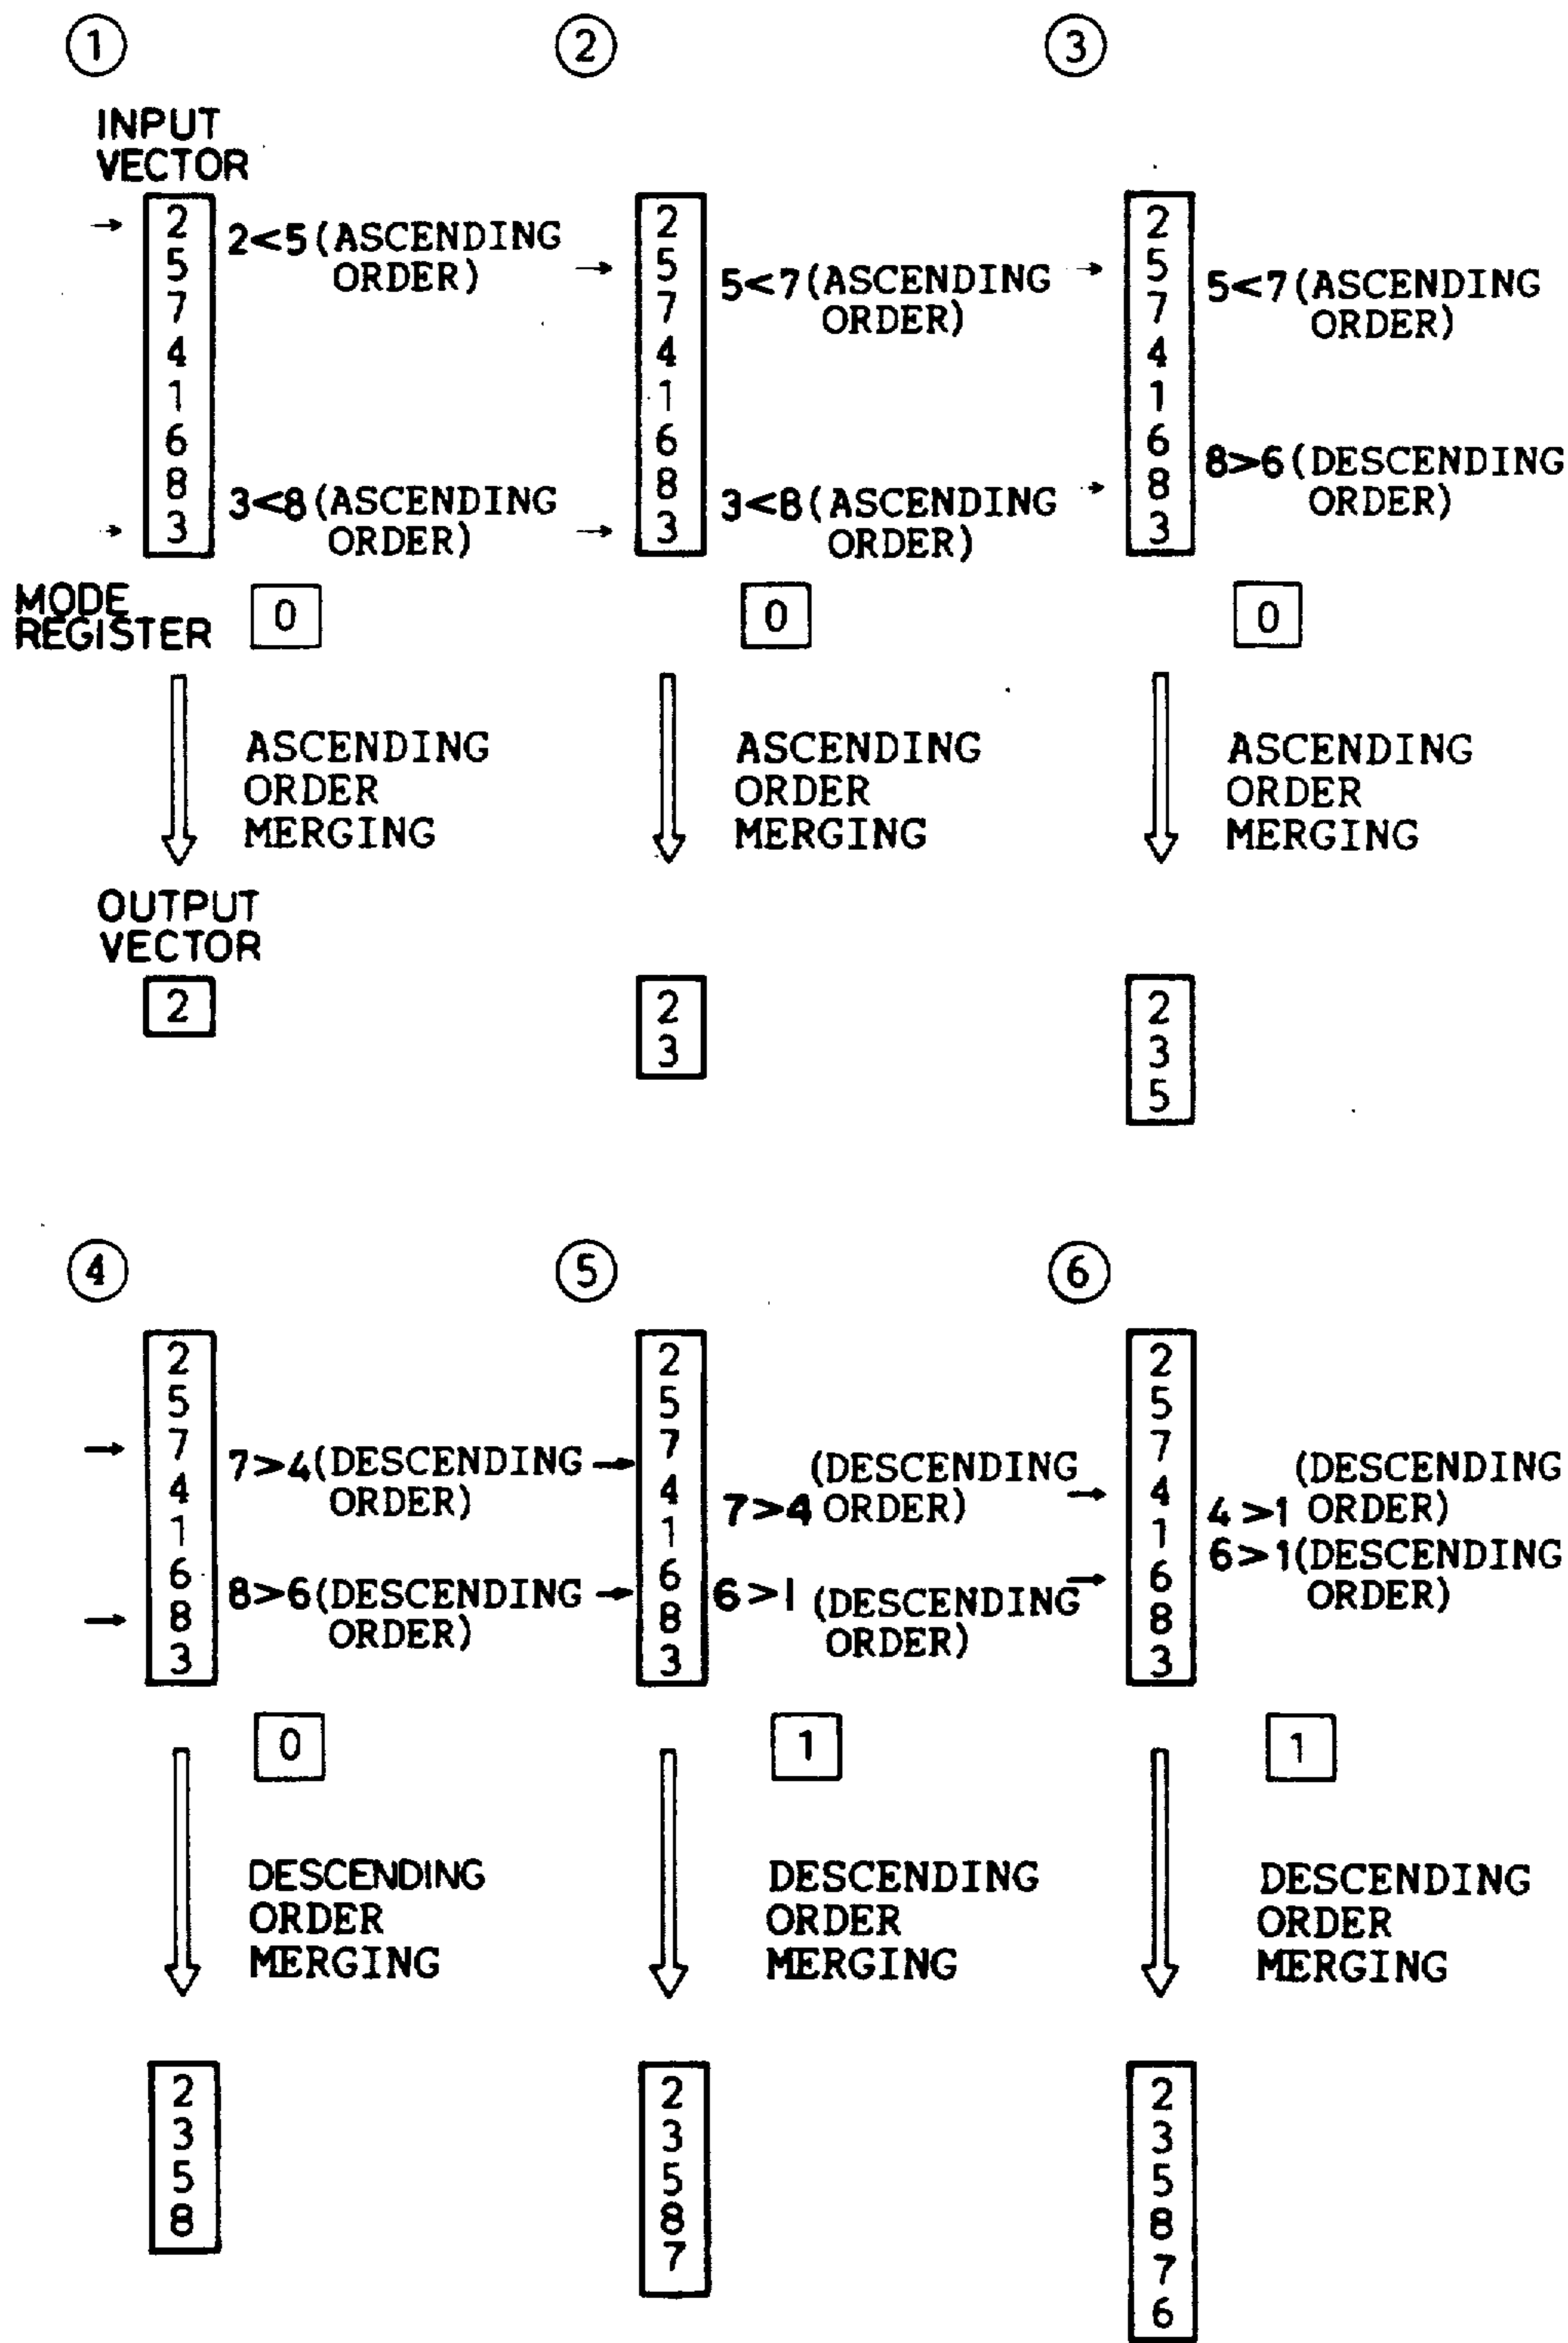 1
INPUT
VECTOR
2
5
7
4
1
6
8
3
2<5(ASCENDING
ORDER)
3<8(ASCENDING
ORDER)
MODE
REGISTER
0
ASCENDING
ORDER
MERGING
OUTPUT
VECTOR
2
2
2
5
7
4
1
6
8
3
5<7(ASCENDING
ORDER)
3<8(ASCENDING
ORDER)
0
ASCENDING
ORDER
MERGING
2
3
3
2
5
7
4
1
6
8
3
5<7(ASCENDING
ORDER)
8>6(DESCENDING
ORDER)
0
ASCENDING
ORDER
MERGING
2
3
5
4
2
5
7
4
1
6
8
3
7>4(DESCENDING
ORDER)
8>6(DESCENDING
ORDER)
0
DESCENDING
ORDER
MERGING
2
3
5
8
5
2
5
7
4
1
6
8
3
(DESCENDING
7>4 ORDER)
6>1 (DESCENDING
ORDER)
1
DESCENDING
ORDER
MERGING
2
3
5
8
7
6
2
5
7
4
1
6
8
3
(DESCENDING
4>1 ORDER)
6>1(DESCENDING
ORDER)
1
DESCENDING
ORDER
MERGING
2
3
5
8
7
6